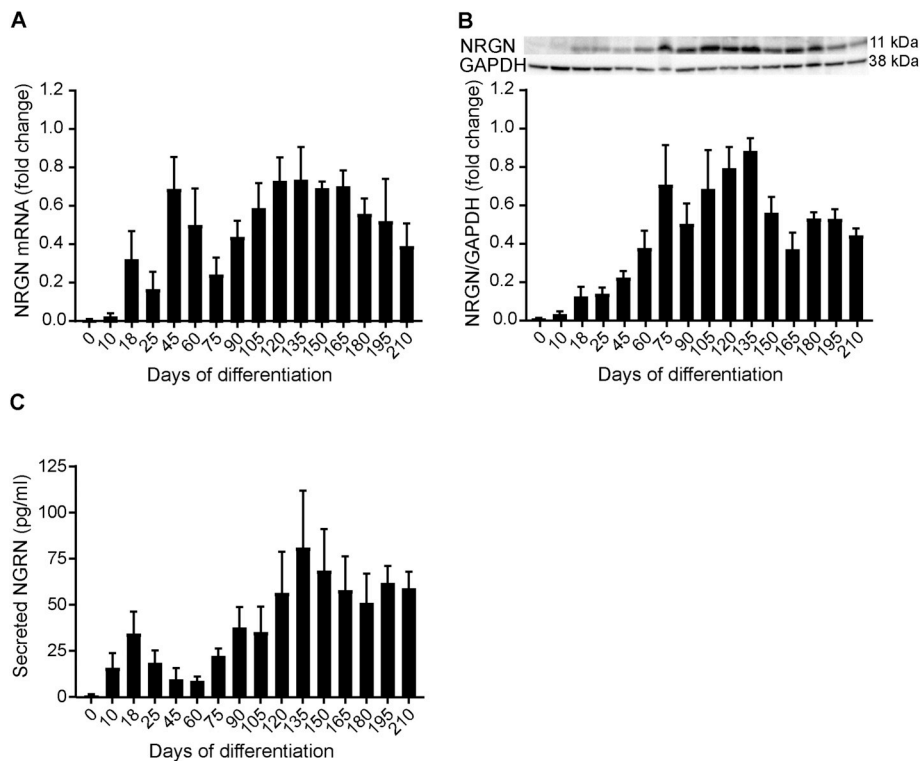 A
NRGN mRNA (fold change)
1.2
1.0
0.8
0.6
0.4
0.2
0.0
0 10 18 25 45 60 75 90 105 120 135 150 165 180 195 210
Days of differentiation
B
NRGN 11 kDa
GAPDH 38 kDa
NRGN/GAPDH (fold change)
1.2
1.0
0.8
0.6
0.4
0.2
0.0
0 10 18 25 45 60 75 90 105 120 135 150 165 180 195 210
Days of differentiation
C
Secreted NGRN (pg/ml)
125
100
75
50
25
0
0 10 18 25 45 60 75 90 105 120 135 150 165 180 195 210
Days of differentiation